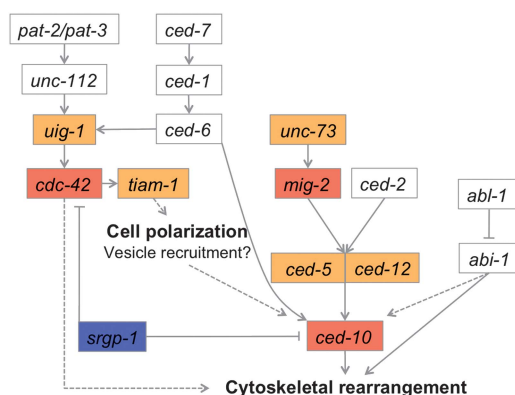 pat-2/pat-3
ced-7
unc-112
ced-1
uig-1
ced-6
unc-73
cdc-42
tiam-1
mig-2
ced-2
abl-1
Cell polarization
Vesicle recruitment?
ced-5
ced-12
abi-1
srgp-1
ced-10
Cytoskeletal rearrangement